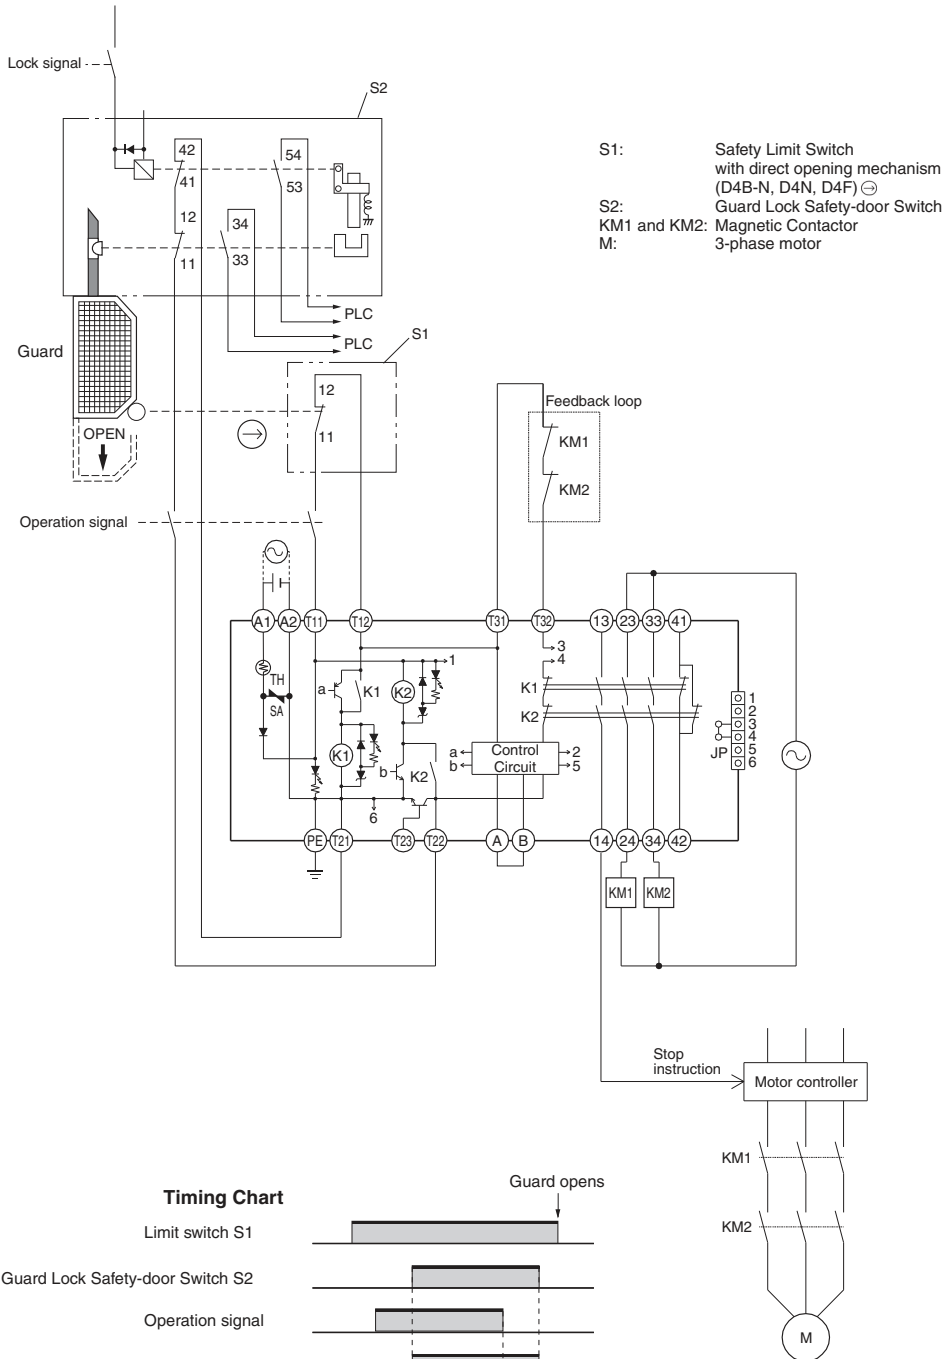 Lock signal
S2
42
41
54
53
12
11
34
33
PLC
PLC
S1:
Safety Limit Switch
with direct opening mechanism
(D4B-N, D4N, D4F)
S2:
Guard Lock Safety-door Switch
KM1 and KM2:
Magnetic Contactor
M:
3-phase motor
Guard
OPEN
S1
12
11
Feedback loop
KM1
KM2
Operation signal
A1
A2
T11
T12
T31
T32
13
23
33
41
TH
SA
a
K1
K1
K2
1
b
K2
6
3
4
K1
K2
a
b
Control
Circuit
2
5
JP
1
2
3
4
5
6
PE
T21
T23
T22
A
B
14
24
34
42
KM1
KM2
Stop
instruction
Motor controller
KM1
KM2
M
Timing Chart
Guard opens
Limit switch S1
Guard Lock Safety-door Switch S2
Operation signal